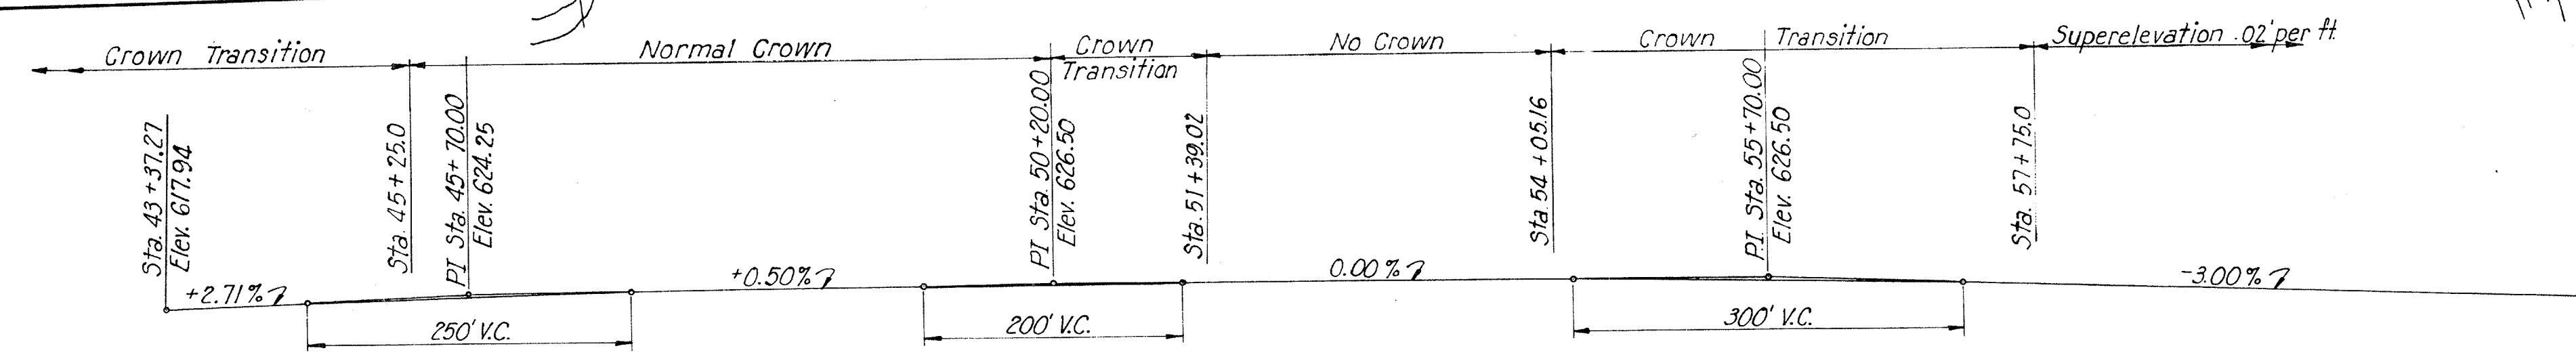 Crown Transition
Normal Crown
Crown
Transition
No Crown
Crown Transition
Superelevation .02' per ft.
Sta. 43+37.27
Elev. 617.94
Sta. 45+25.0
PI Sta. 45+70.00
Elev. 624.25
PI Sta. 50+20.00
Elev. 626.50
Sta. 51+39.02
Sta. 54+05.16
P.I. Sta. 55+70.00
Elev. 626.50
Sta. 57+75.0
+2.71%
+0.50%
0.00%
-3.00%
250' V.C.
200' V.C.
300' V.C.